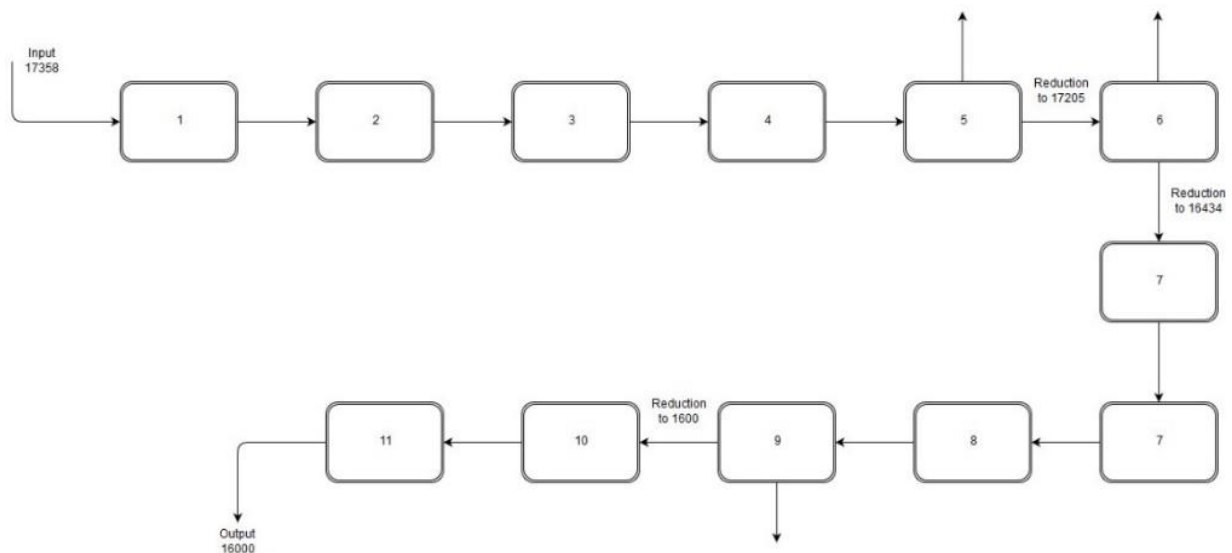 Input
17358
1
2
3
4
5
Reduction
to 17205
6
Reduction
to 16434
7
7
8
9
Reduction
to 1600
10
11
Output
16000